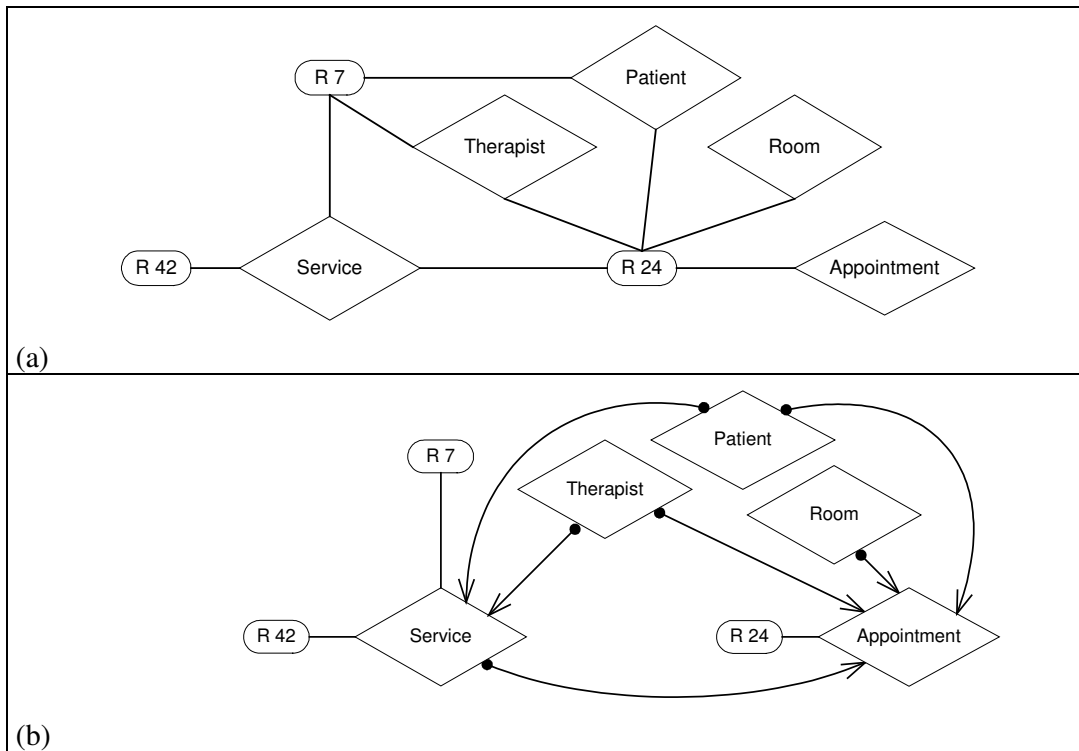 R 7
Patient
Therapist
Room
R 42
Service
R 24
Appointment
(a)
Patient
R 7
Therapist
Room
R 42
Service
R 24
Appointment
(b)